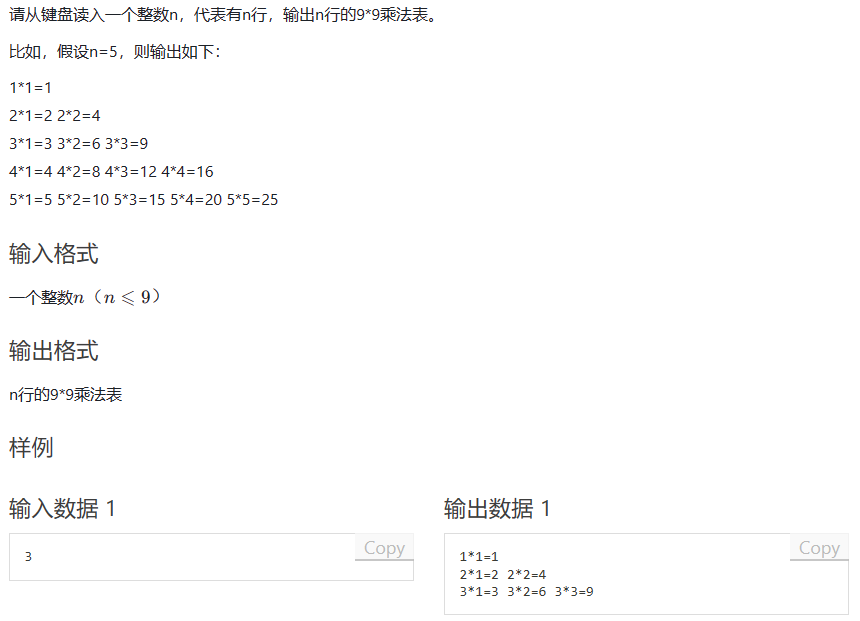 请从键盘读入一个整数n，代表有n行，输出n行的9*9乘法表。
比如，假设n=5，则输出如下：
1*1=1
2*1=2 2*2=4
3*1=3 3*2=6 3*3=9
4*1=4 4*2=8 4*3=12 4*4=16
5*1=5 5*2=10 5*3=15 5*4=20 5*5=25
输入格式
一个整数n（n⩽9）
输出格式
n行的9*9乘法表
样例
输入数据 1
Copy
3
输出数据 1
Copy
1*1=1
2*1=2 2*2=4
3*1=3 3*2=6 3*3=9